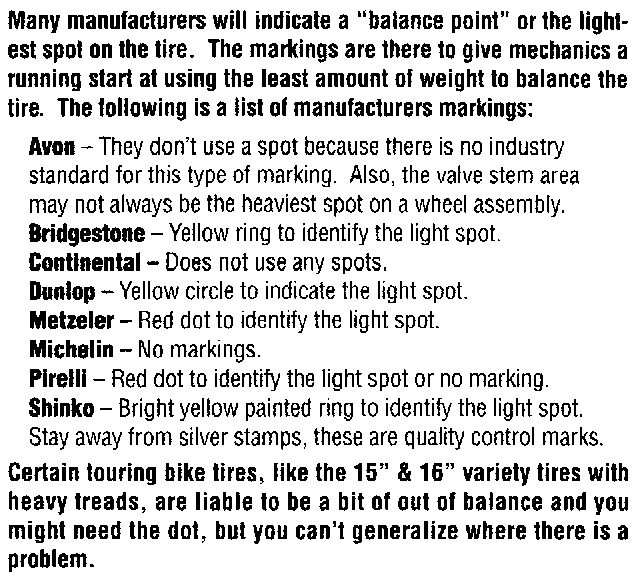 Many manufacturers will indicate a “balance point” or the light-
est spot on the tire.  The markings are there to give mechanics a
running start at using the least amount of weight to balance the
tire.  The following is a list of manufacturers markings:
Avon – They don’t use a spot because there is no industry
standard for this type of marking.  Also, the valve stem area
may not always be the heaviest spot on a wheel assembly.
Bridgestone – Yellow ring to identify the light spot.
Continental – Does not use any spots.
Dunlop – Yellow circle to indicate the light spot.
Metzeler – Red dot to identify the light spot.
Michelin – No markings.
Pirelli – Red dot to identify the light spot or no marking.
Shinko – Bright yellow painted ring to identify the light spot.
Stay away from silver stamps, these are quality control marks.
Certain touring bike tires, like the 15” & 16” variety tires with
heavy treads, are liable to be a bit of out of balance and you
might need the dot, but you can’t generalize where there is a
problem.